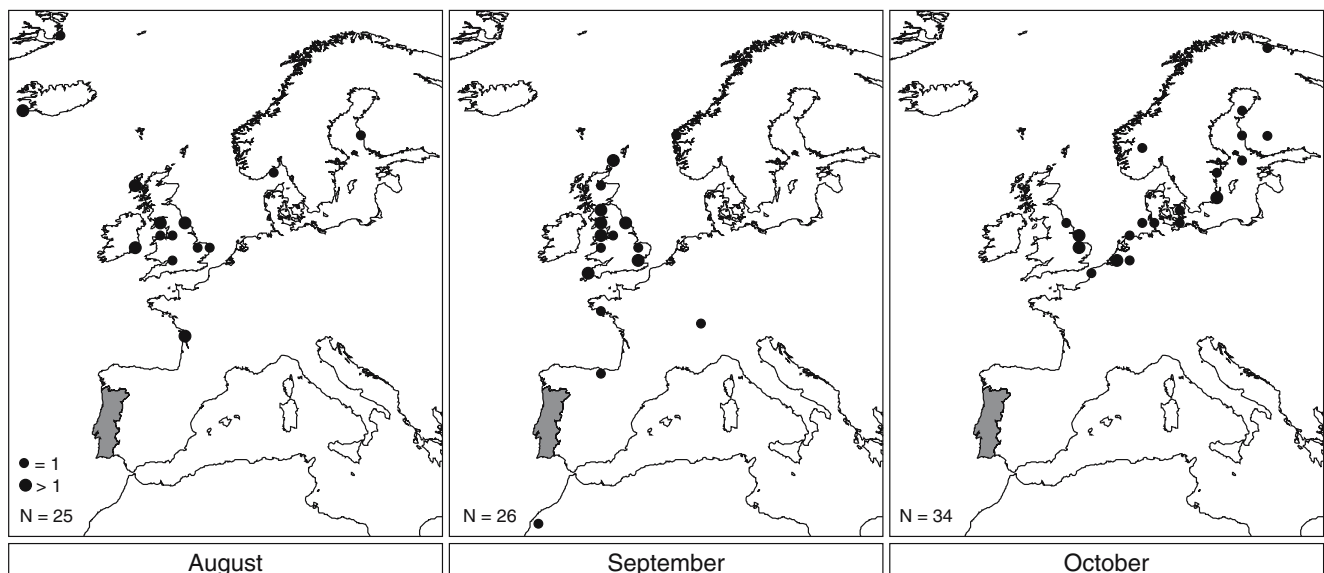 = 1
> 1
N = 25
N = 26
N = 34
August
September
October